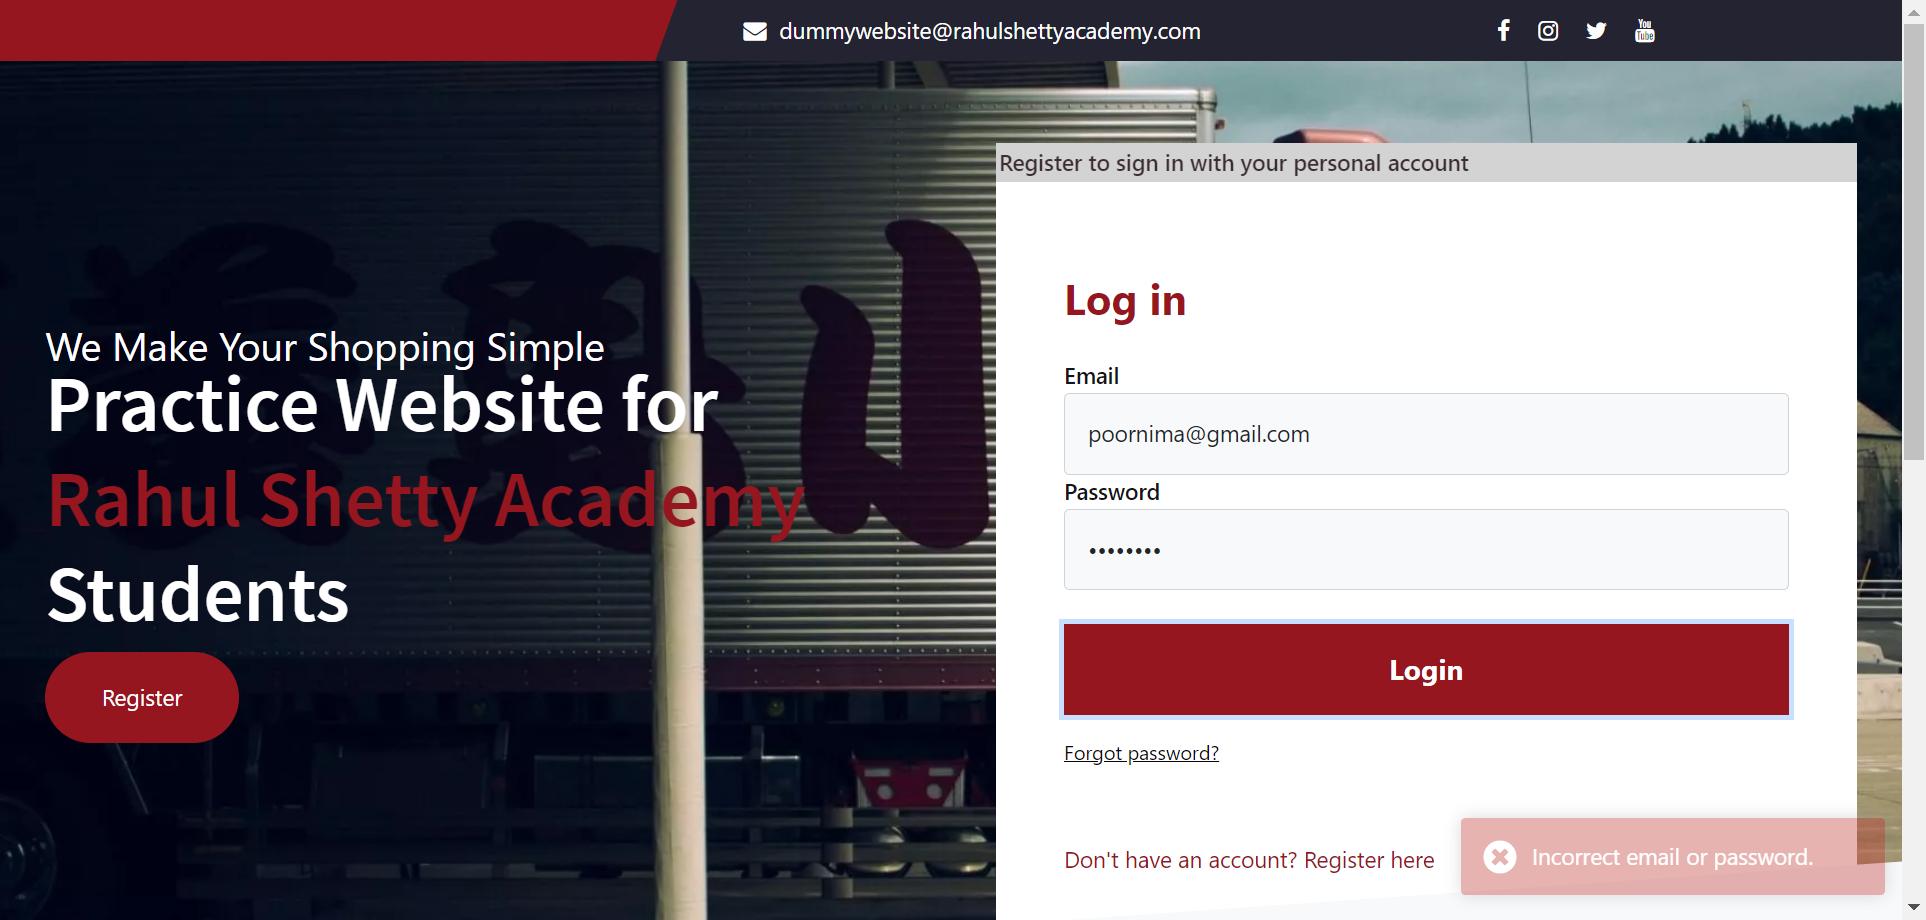 dummywebsite@rahulshettyacademy.com
You
Tube
Register to sign in with your personal account
We Make Your Shopping Simple
Practice Website for
Rahul Shetty Academy
Students
Register
Log in
Email
poornima@gmail.com
Password
••••••••
Login
Forgot password?
Don't have an account? Register here
Incorrect email or password.